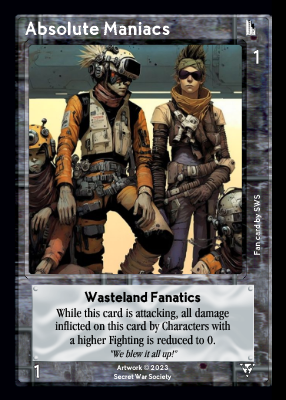 Absolute Maniacs
1
Fan card by SWS
Wasteland Fanatics
While this card is attacking, all damage
inflicted on this card by Characters with
a higher Fighting is reduced to 0.
"We blew it all up!"
1
Artwork © 2023
Secret War Society